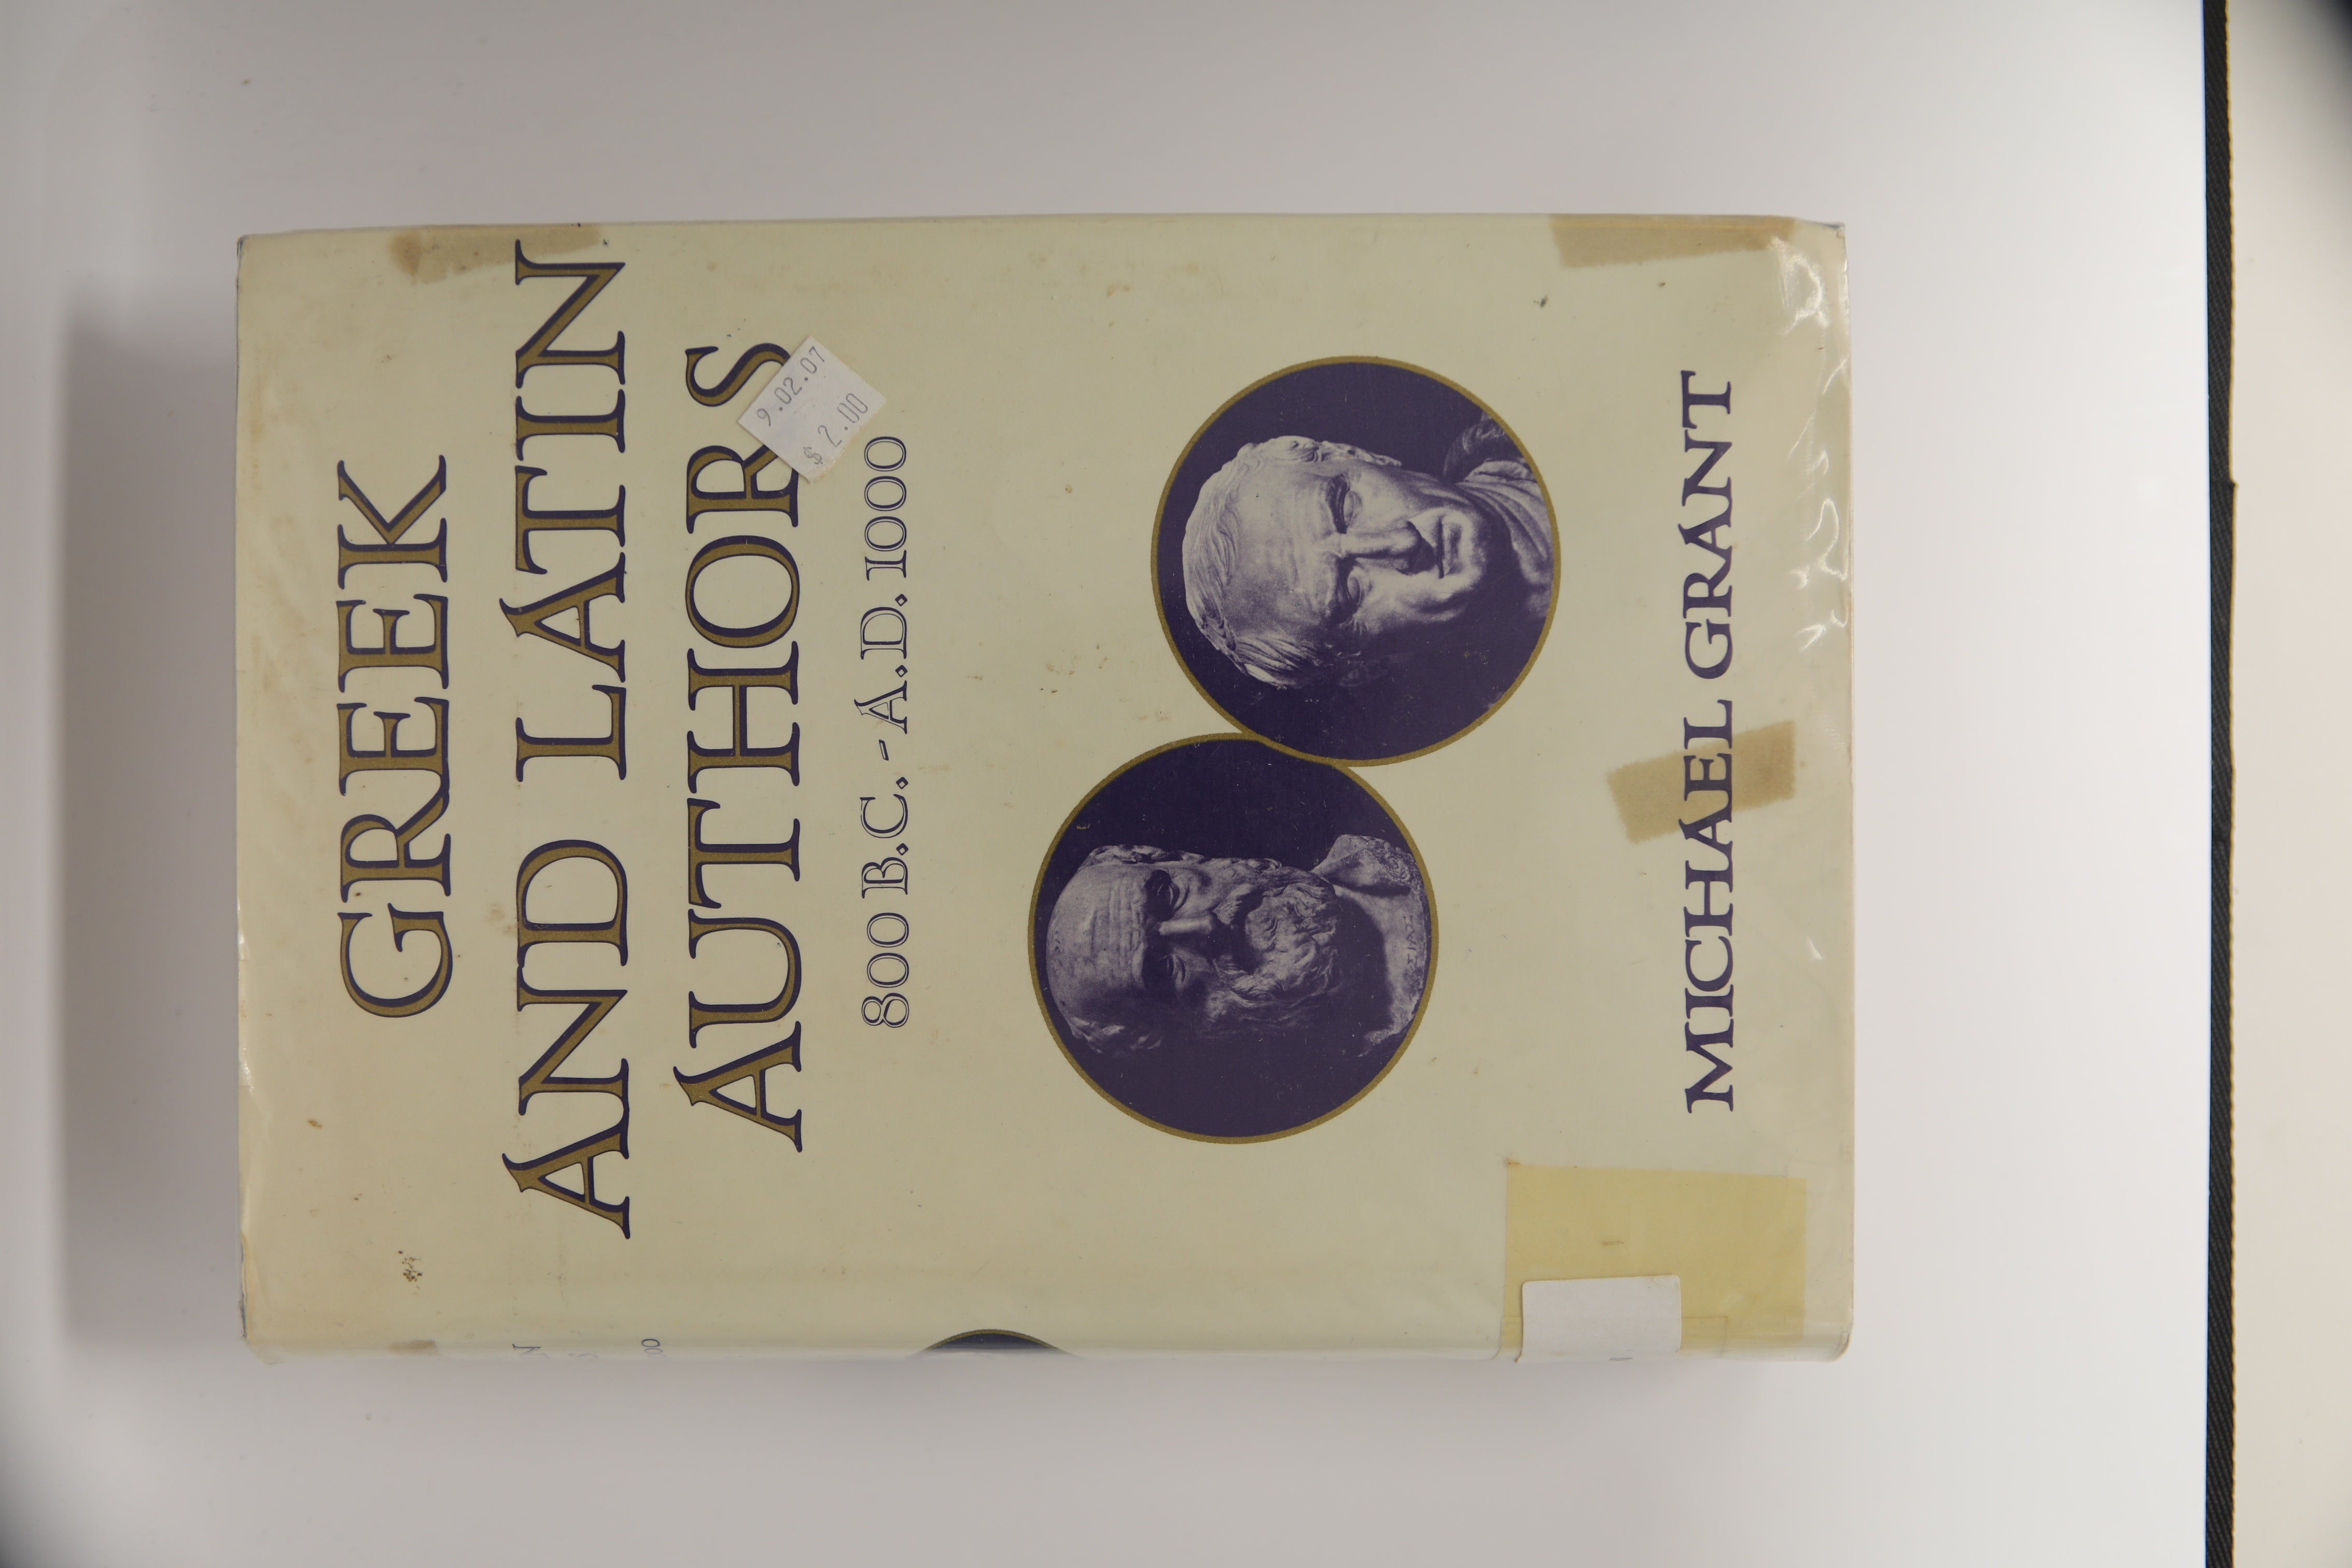 GREEK
AND LATIN
AUTHORS
800 B.C. - A.D. 1000
9.02.07
$ 2.00
MICHAEL GRANT